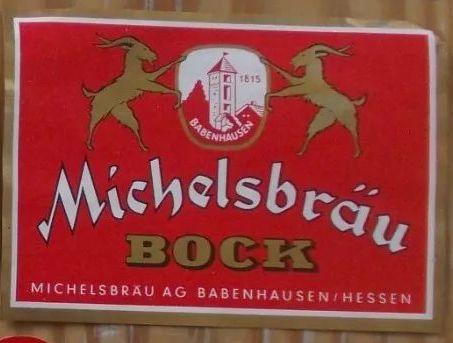 1815
BABENHAUSEN
Michelsbräu
BOCK
MICHELSBRÄU AG BABENHAUSEN/HESSEN